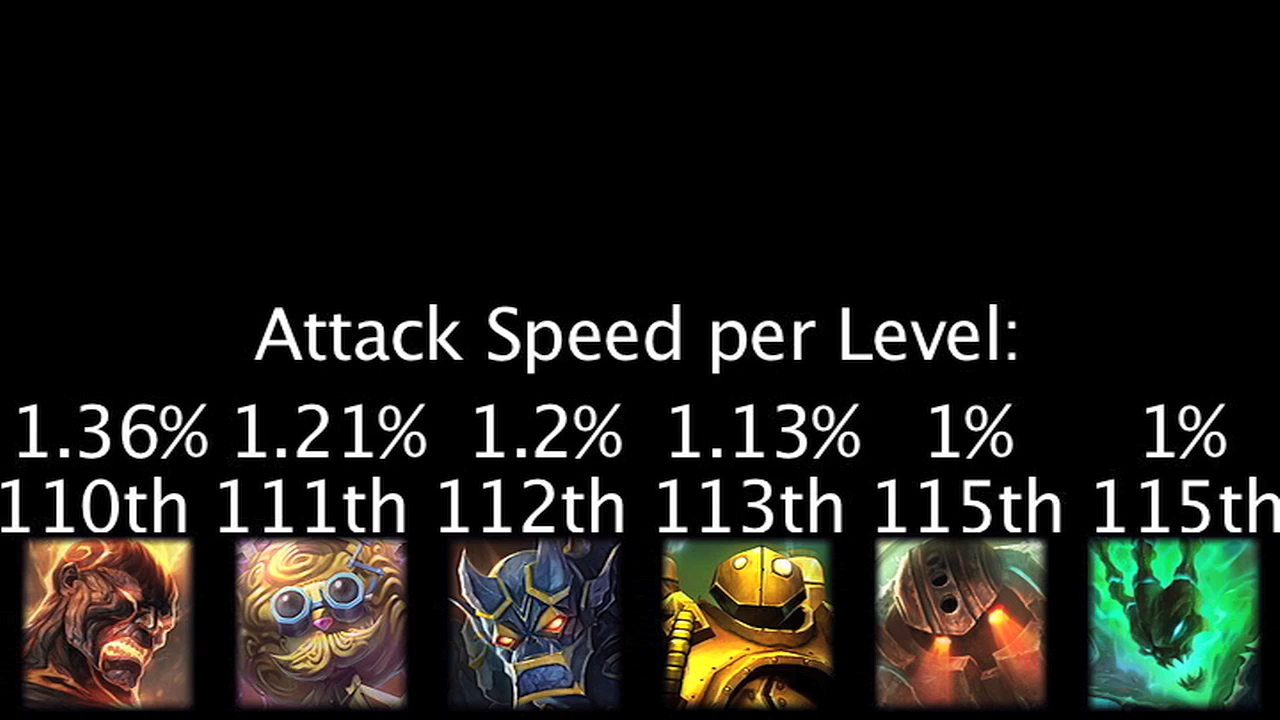 Attack Speed per Level:
1.36% 1.21% 1.2% 1.13% 1% 1%
110th 111th 112th 113th 115th 115th